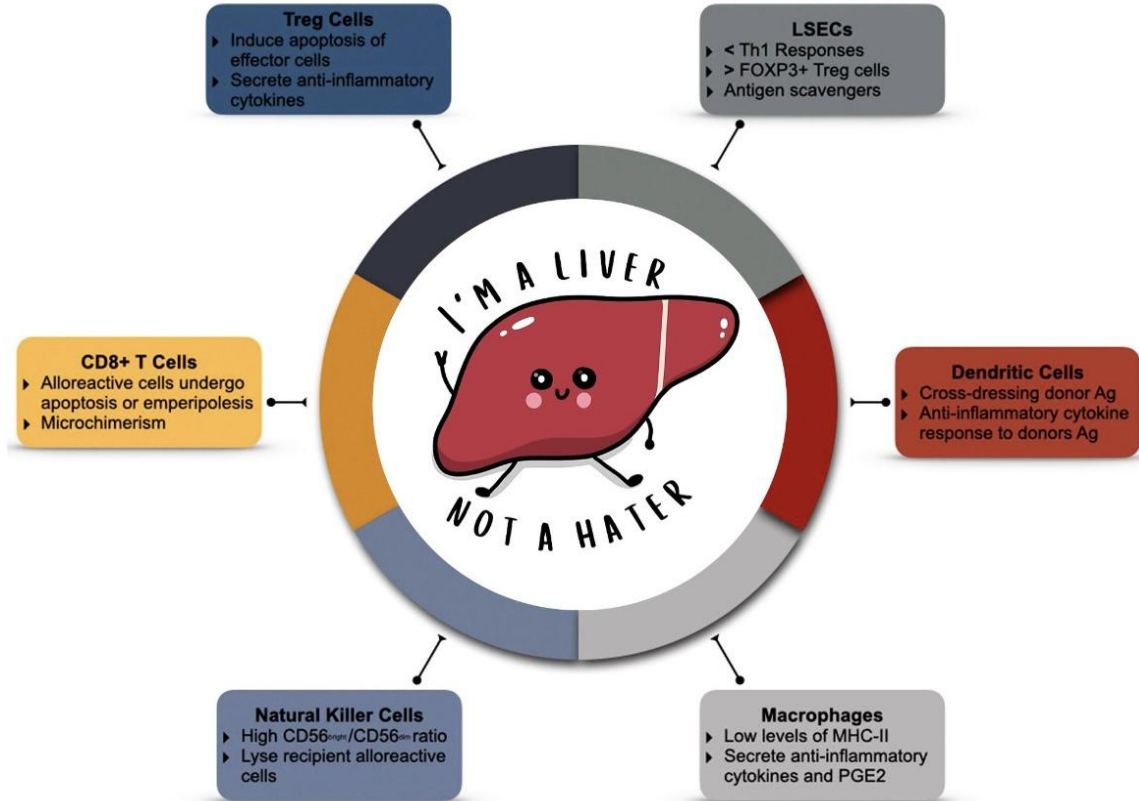 Treg Cells
Induce apoptosis of
effector cells
Secrete anti-inflammatory
cytokines
LSECs
< Th1 Responses
> FOXP3+ Treg cells
Antigen scavengers
I'M A LIVER
NOT A HATER
CD8+ T Cells
Alloreactive cells undergo
apoptosis or emperipolesis
Microchimerism
Dendritic Cells
Cross-dressing donor Ag
Anti-inflammatory cytokine
response to donors Ag
Natural Killer Cells
High CD56bright/CD56dim ratio
Lyse recipient alloreactive
cells
Macrophages
Low levels of MHC-II
Secrete anti-inflammatory
cytokines and PGE2